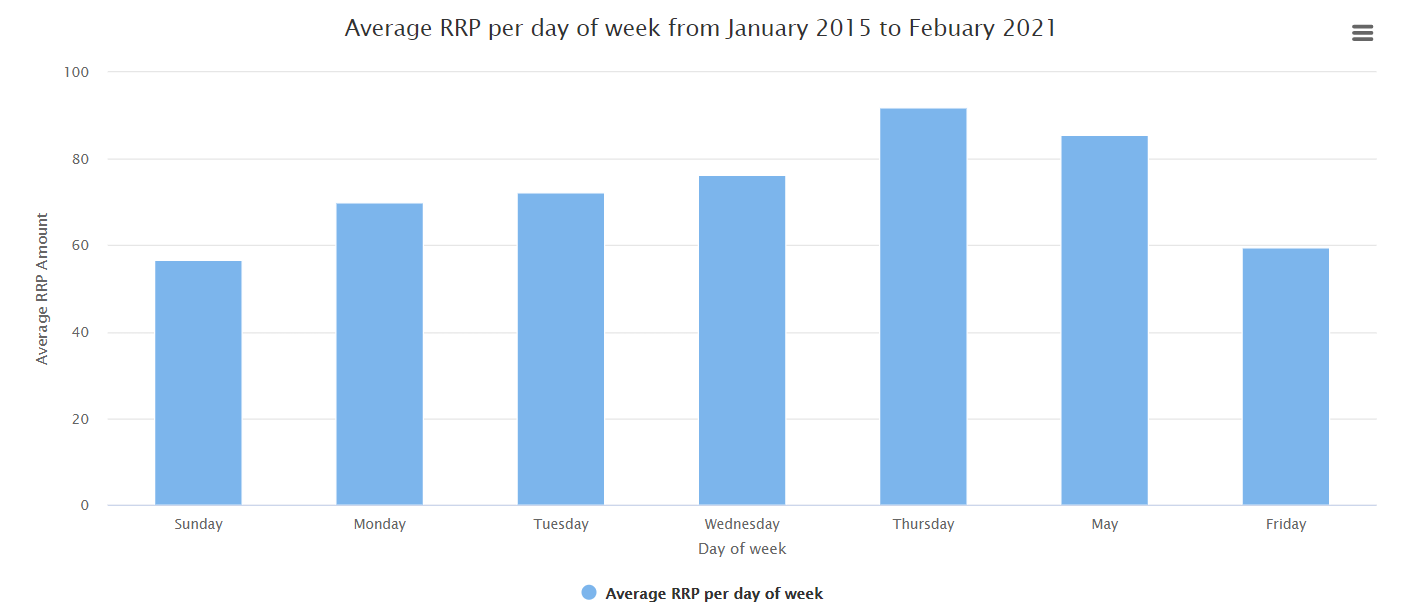 Average RRP per day of week from January 2015 to Febuary 2021
100
80
60
40
20
0
Average RRP Amount
Sunday Monday Tuesday Wednesday Thursday May Friday
Day of week
Average RRP per day of week